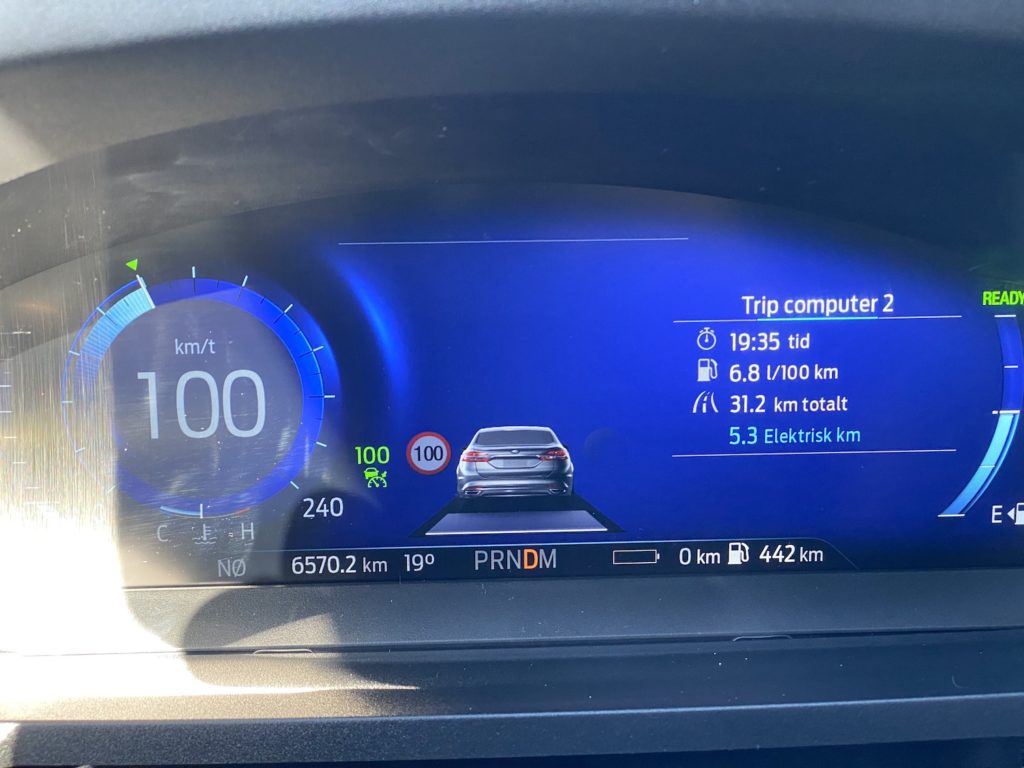 Trip computer 2
READY
19:35 tid
6.8 l/100 km
31.2 km totalt
5.3 Elektrisk km
km/t
100
100
100
240
C H
E
NØ 6570.2 km 19º PRNDM 0 km 442 km